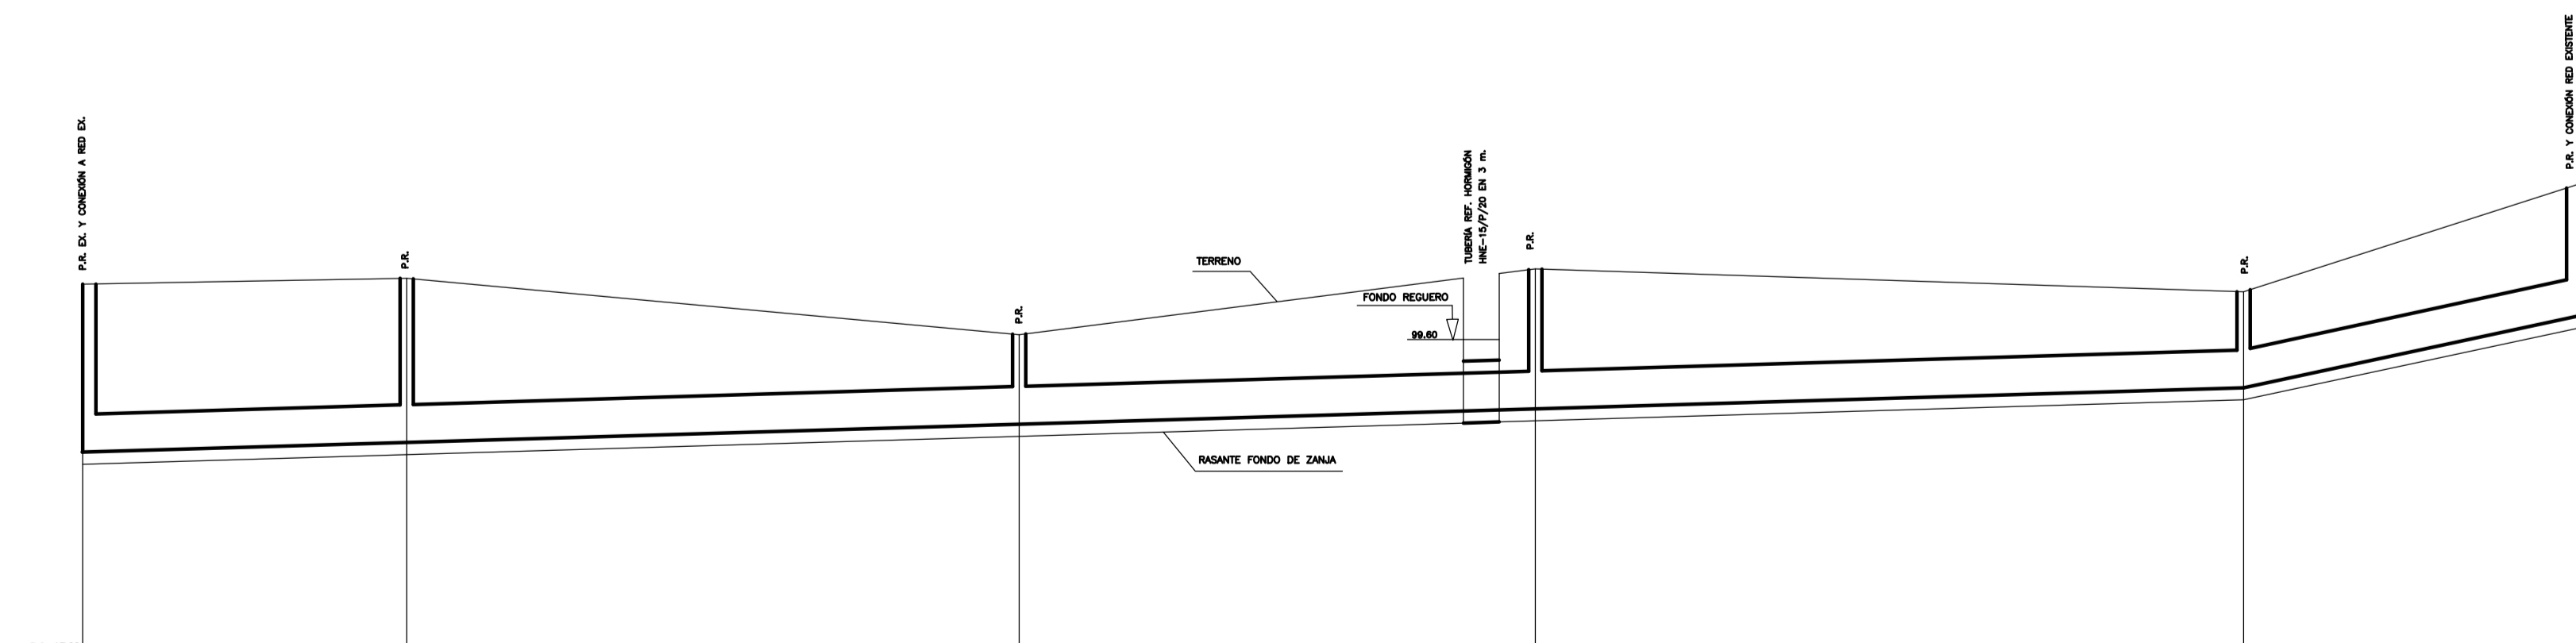 P.R. EX. Y CONEXIÓN A RED EX.
P.R.
P.R.
TERRENO
FONDO REGUERO
99.60
TUBERÍA REF. HORMIGÓN
HNE-15/P/20 EN 3 m.
P.R.
RASANTE FONDO DE ZANJA
P.R.
P.R. Y CONEXIÓN RED EXISTENTE